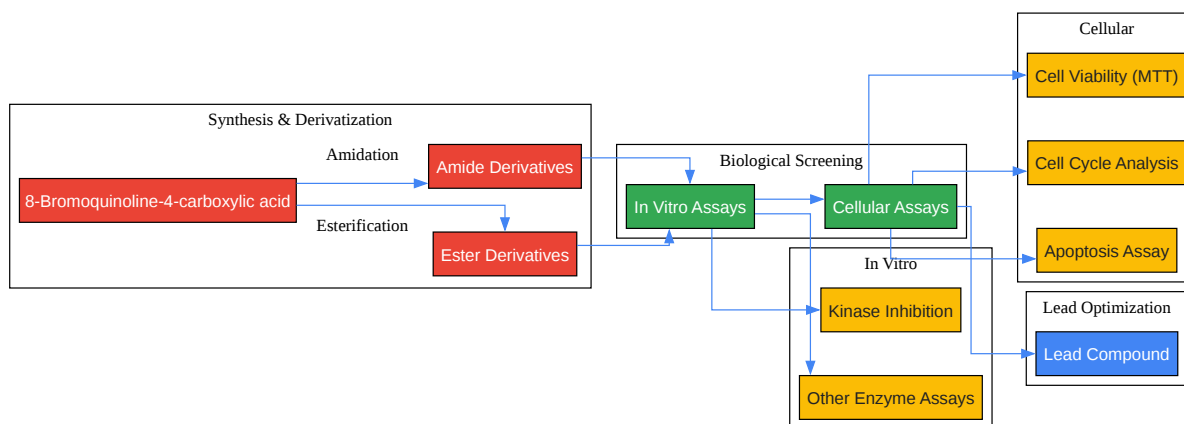 Synthesis & Derivatization
8-Bromoquinoline-4-carboxylic acid
Amidation
Esterification
Amide Derivatives
Ester Derivatives
Biological Screening
In Vitro Assays
Cellular Assays
In Vitro
Kinase Inhibition
Other Enzyme Assays
Cellular
Cell Viability (MTT)
Cell Cycle Analysis
Apoptosis Assay
Lead Optimization
Lead Compound